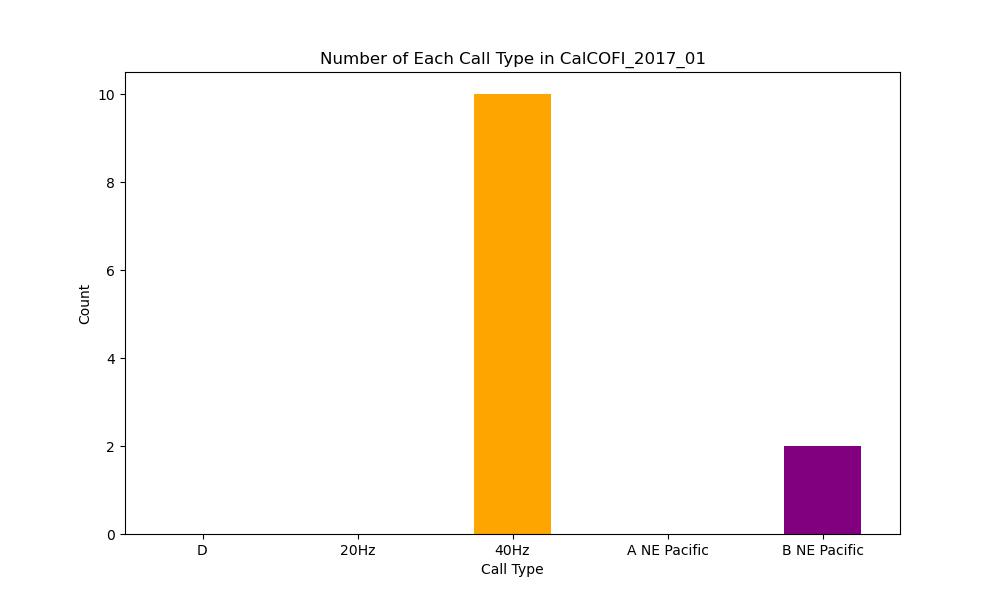 Number of Each Call Type in CalCOFI_2017_01
10
8
6
4
2
0
Count
D
20Hz
40Hz
A NE Pacific
B NE Pacific
Call Type